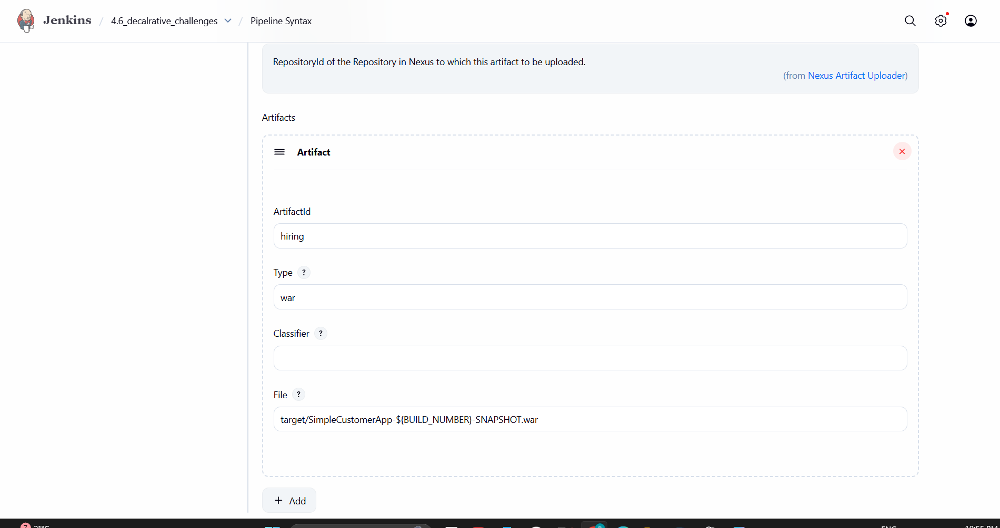 Jenkins / 4.6_decalrative_challenges / Pipeline Syntax
RepositoryId of the Repository in Nexus to which this artifact to be uploaded.
(from Nexus Artifact Uploader)
Artifacts
Artifact
ArtifactId
hiring
Type ?
war
Classifier ?
File ?
target/SimpleCustomerApp-${BUILD_NUMBER}-SNAPSHOT.war
+ Add